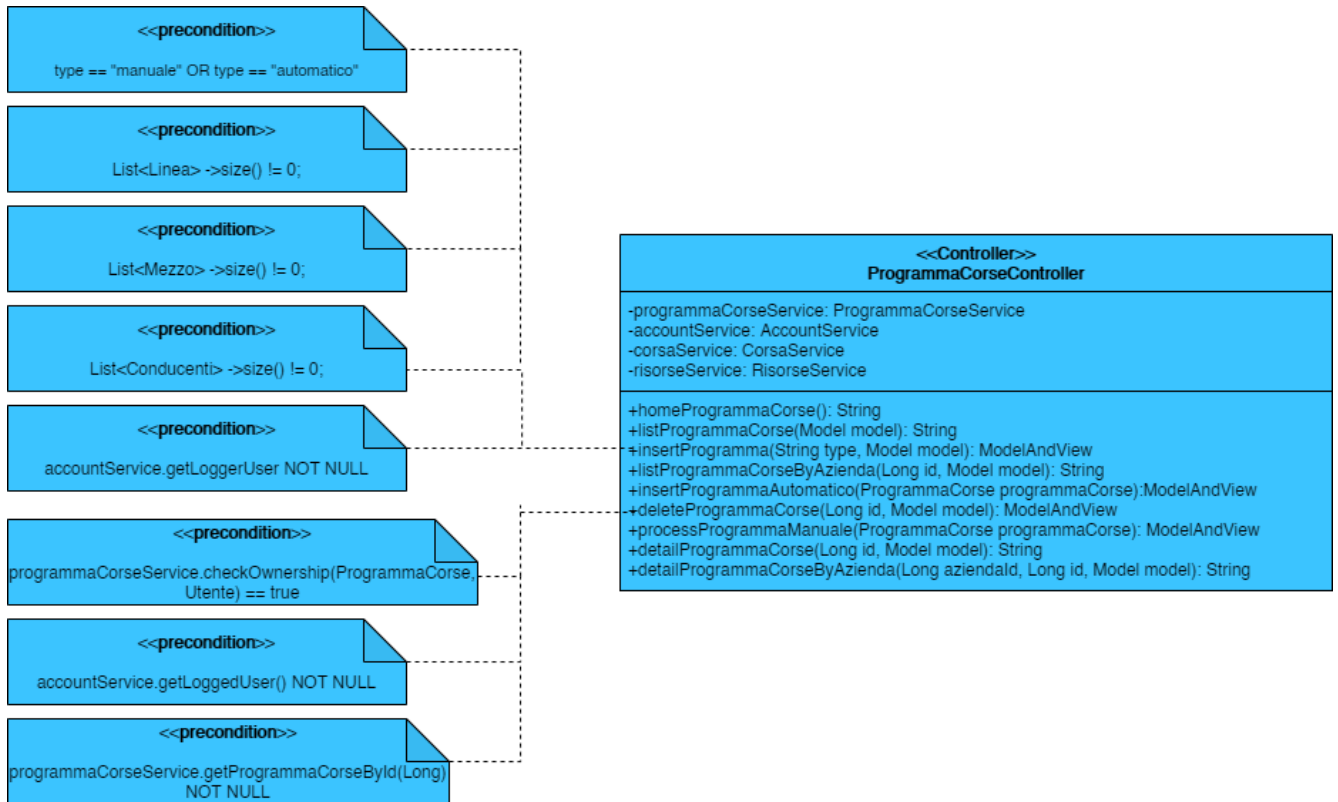 <<precondition>>
type == "manuale" OR type == "automatico"
<<precondition>>
List<Linea> ->size() != 0;
<<precondition>>
List<Mezzo> ->size() != 0;
<<precondition>>
List<Conducenti> ->size() != 0;
<<precondition>>
accountService.getLoggerUser NOT NULL
<<precondition>>
programmaCorseService.checkOwnership(ProgrammaCorse,
Utente) == true
<<precondition>>
accountService.getLoggedUser() NOT NULL
<<precondition>>
programmaCorseService.getProgrammaCorseById(Long)
NOT NULL
<<Controller>>
ProgrammaCorseController
-programmaCorseService: ProgrammaCorseService
-accountService: AccountService
-corsaService: CorsaService
-risorseService: RisorseService
+homeProgrammaCorse(): String
+listProgrammaCorse(Model model): String
+insertProgramma(String type, Model model): ModelAndView
+listProgrammaCorseByAzienda(Long id, Model model): String
+insertProgrammaAutomatico(ProgrammaCorse programmaCorse):ModelAndView
+deleteProgrammaCorse(Long id, Model model): ModelAndView
+processProgrammaManuale(ProgrammaCorse programmaCorse): ModelAndView
+detailProgrammaCorse(Long id, Model model): String
+detailProgrammaCorseByAzienda(Long aziendaId, Long id, Model model): String